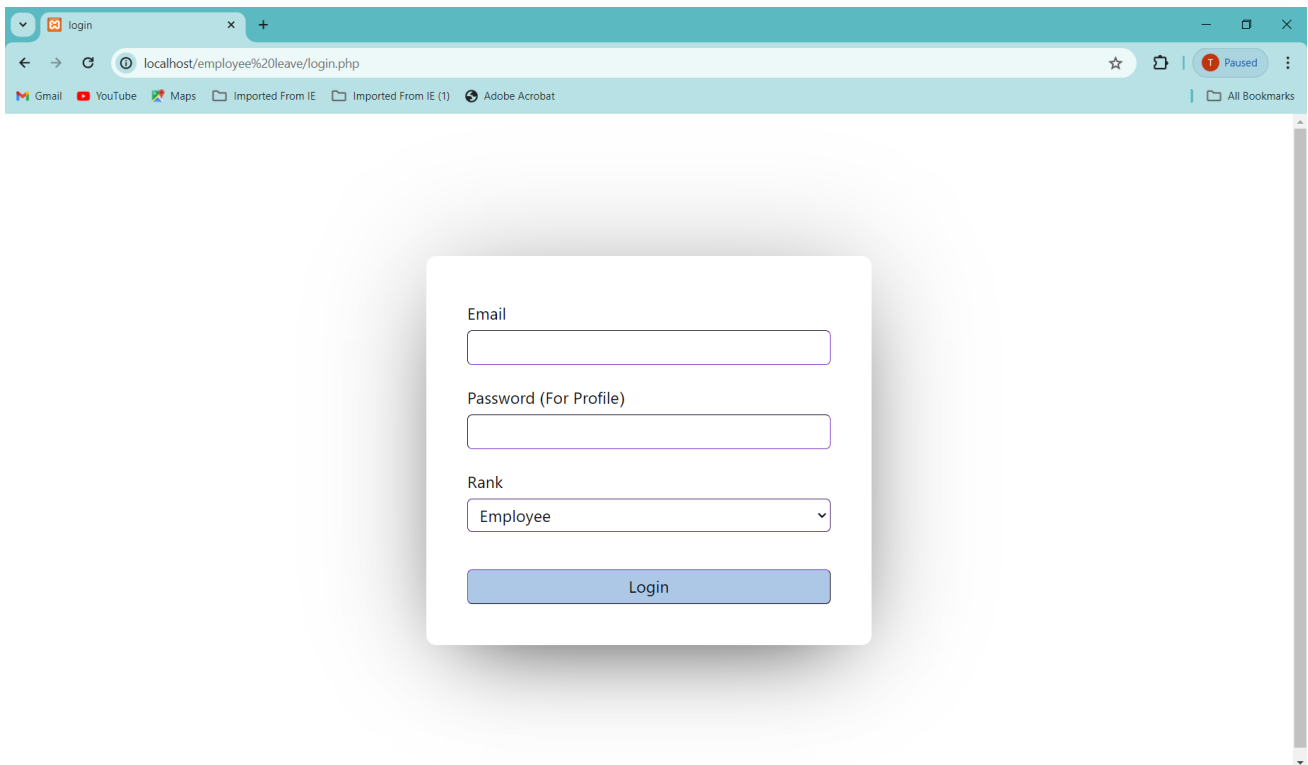 login
localhost/employee%20leave/login.php
T Paused
Gmail YouTube Maps Imported From IE Imported From IE (1) Adobe Acrobat All Bookmarks
Email
Password (For Profile)
Rank
Employee
Login